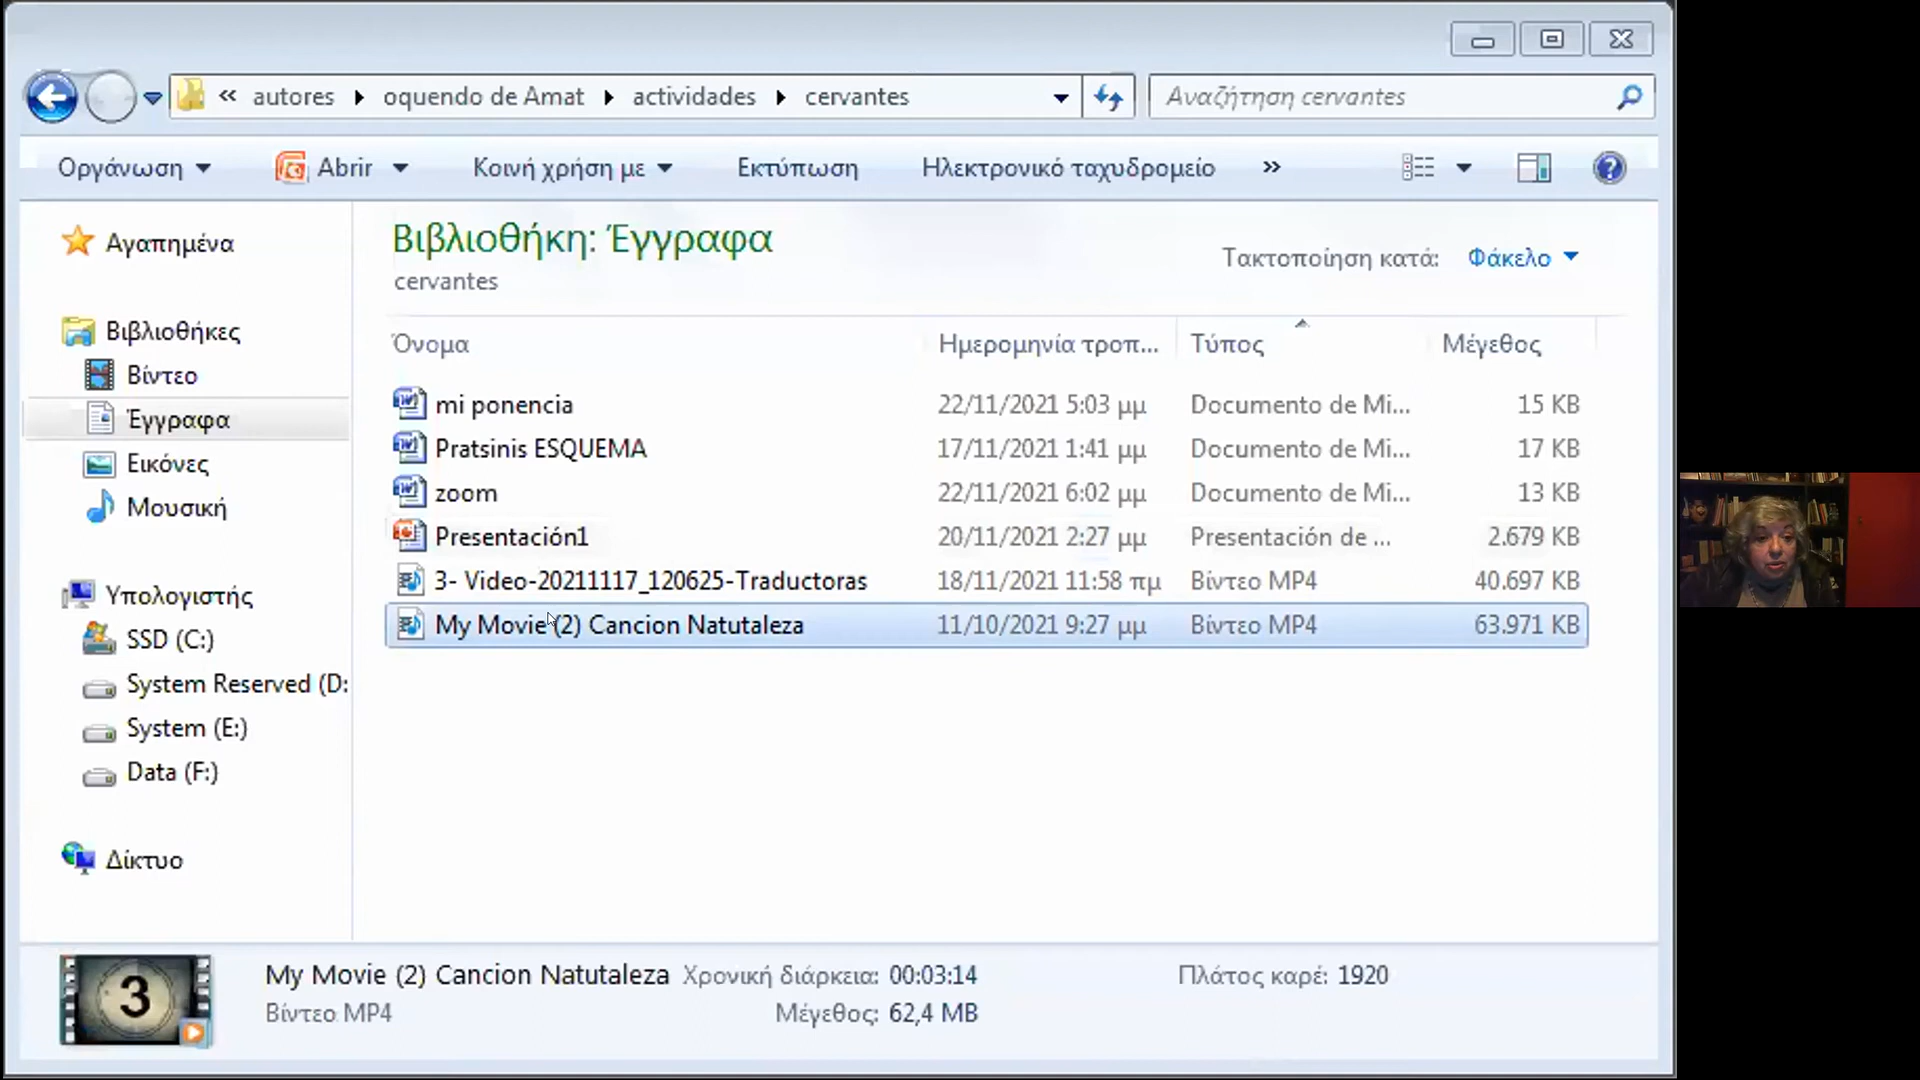 « autores ▸ oquendo de Amat ▸ actividades ▸ cervantes
Αναζήτηση cervantes
Οργάνωση Abrir Κοινή χρήση με Εκτύπωση Ηλεκτρονικό ταχυδρομείο »
Αγαπημένα
Βιβλιοθήκες
Βίντεο
Έγγραφα
Εικόνες
Μουσική
Υπολογιστής
SSD (C:)
System Reserved (D:
System (E:)
Data (F:)
Δίκτυο
Βιβλιοθήκη: Έγγραφα
cervantes
Τακτοποίηση κατά: Φάκελο
Όνομα Ημερομηνία τροπ... Τύπος Μέγεθος
mi ponencia 22/11/2021 5:03 μμ Documento de Mi... 15 KB
Pratsinis ESQUEMA 17/11/2021 1:41 μμ Documento de Mi... 17 KB
zoom 22/11/2021 6:02 μμ Documento de Mi... 13 KB
Presentación1 20/11/2021 2:27 μμ Presentación de ... 2.679 KB
3- Video-20211117_120625-Traductoras 18/11/2021 11:58 πμ Βίντεο MP4 40.697 KB
My Movie (2) Cancion Natutaleza 11/10/2021 9:27 μμ Βίντεο MP4 63.971 KB
3
My Movie (2) Cancion Natutaleza Χρονική διάρκεια: 00:03:14 Πλάτος καρέ: 1920
Βίντεο MP4 Μέγεθος: 62,4 MB